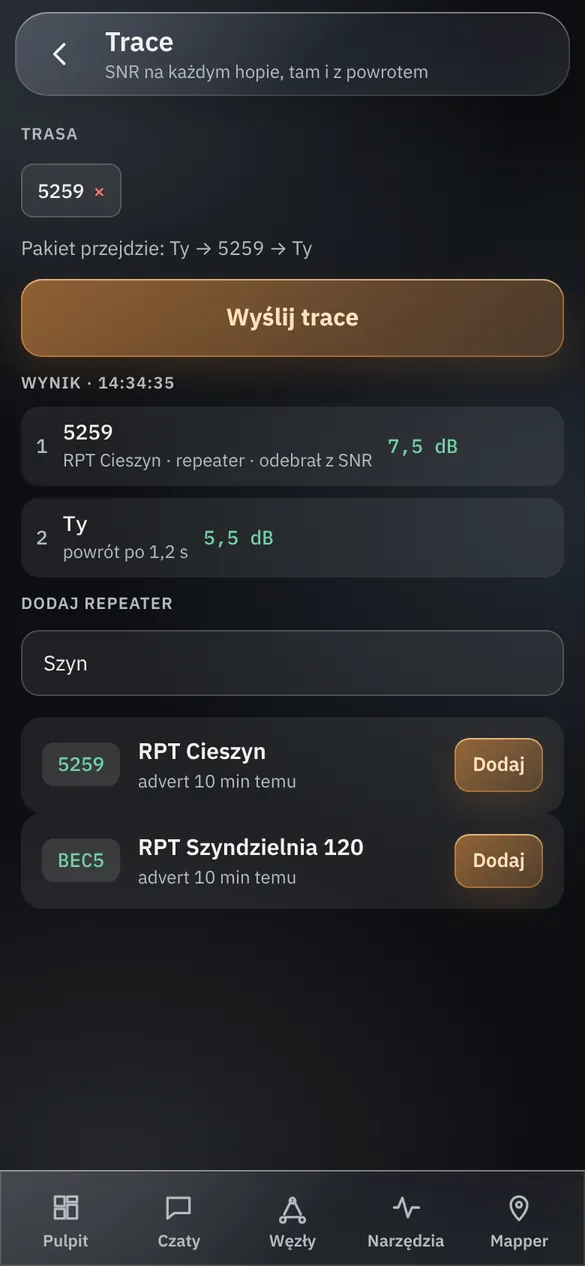 Trace
SNR na każdym hopie, tam i z powrotem
TRASA
5259 ×
Pakiet przejdzie: Ty → 5259 → Ty
Wyślij trace
WYNIK · 14:34:35
1
5259
RPT Cieszyn · repeater · odebrał z SNR
7,5 dB
2
Ty
powrót po 1,2 s
5,5 dB
DODAJ REPEATER
Szyn
5259
RPT Cieszyn
advert 10 min temu
Dodaj
BEC5
RPT Szyndzielnia 120
advert 10 min temu
Dodaj
Pulpit
Czaty
Węzły
Narzędzia
Mapper